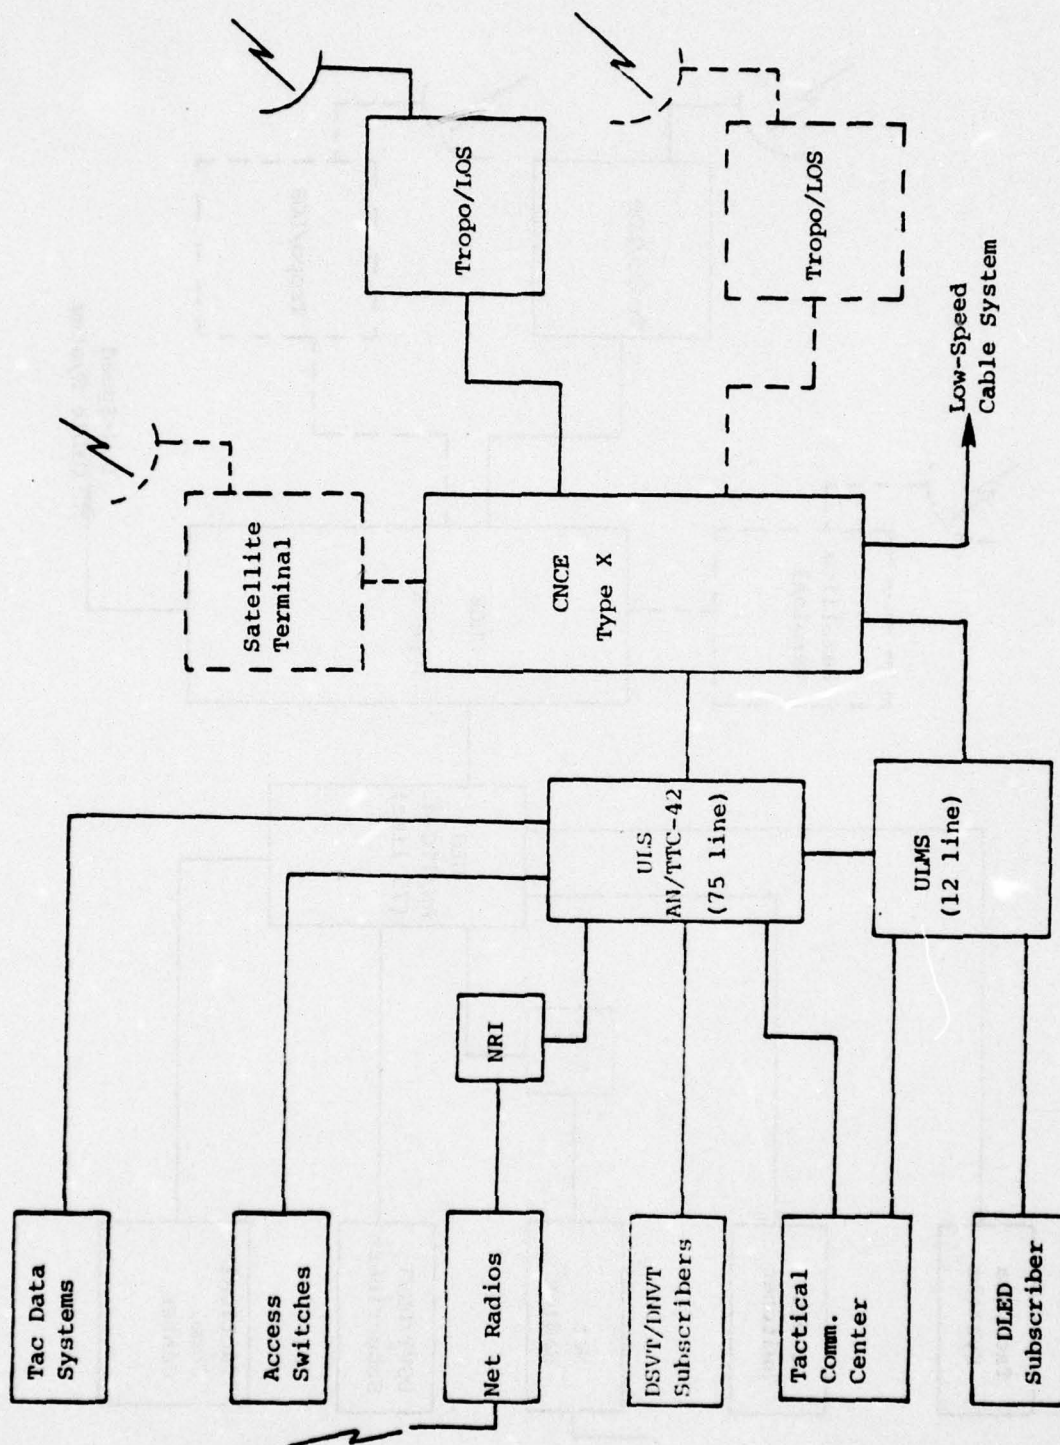 Tac Data
Systems
Access
Switches
Net Radios
DSVT/DNVT
Subscribers
Tactical
Comm.
Center
DLED
Subscriber
NRI
ULS
AN/TTC-42
(75 line)
ULMS
(12 line)
Satellite
Terminal
CNCE
Type X
Tropo/LOS
Tropo/LOS
Low-Speed
Cable System